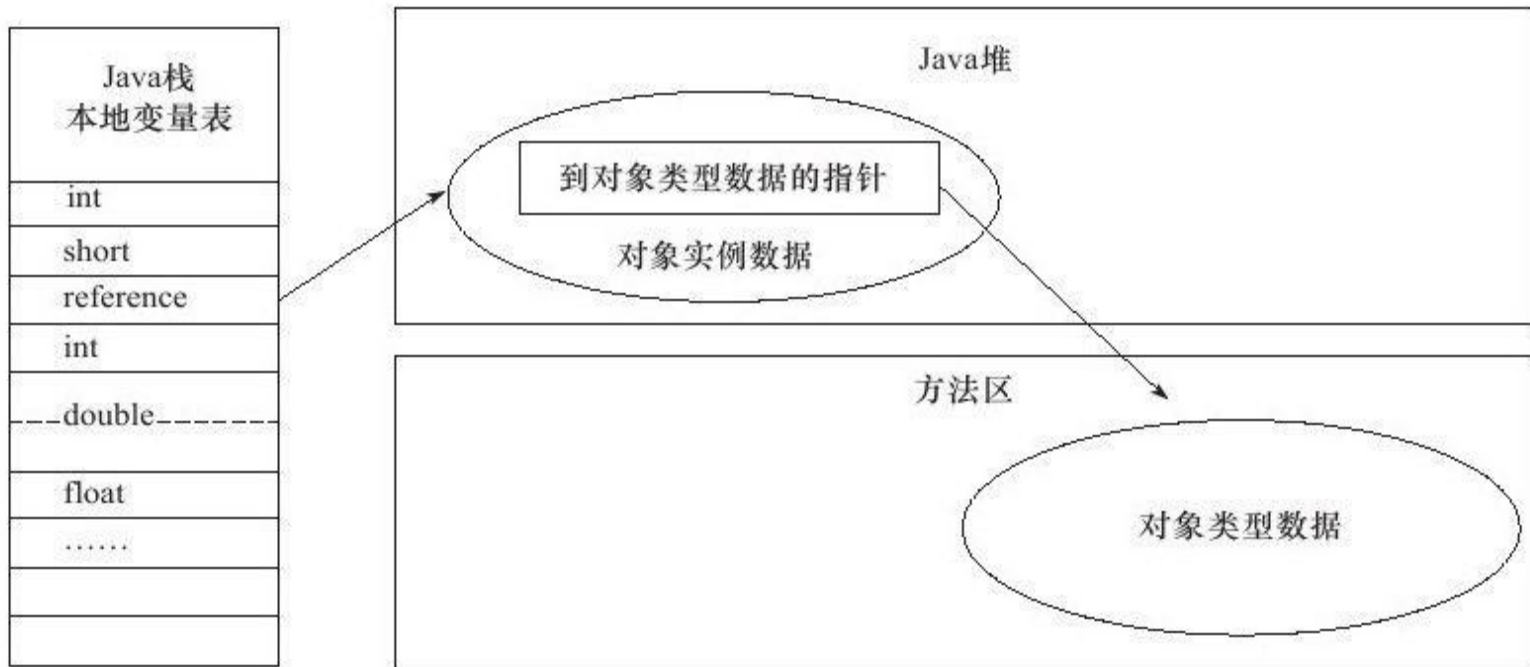 Java栈
本地变量表
int
short
reference
int
double
float
……
Java堆
到对象类型数据的指针
对象实例数据
方法区
对象类型数据